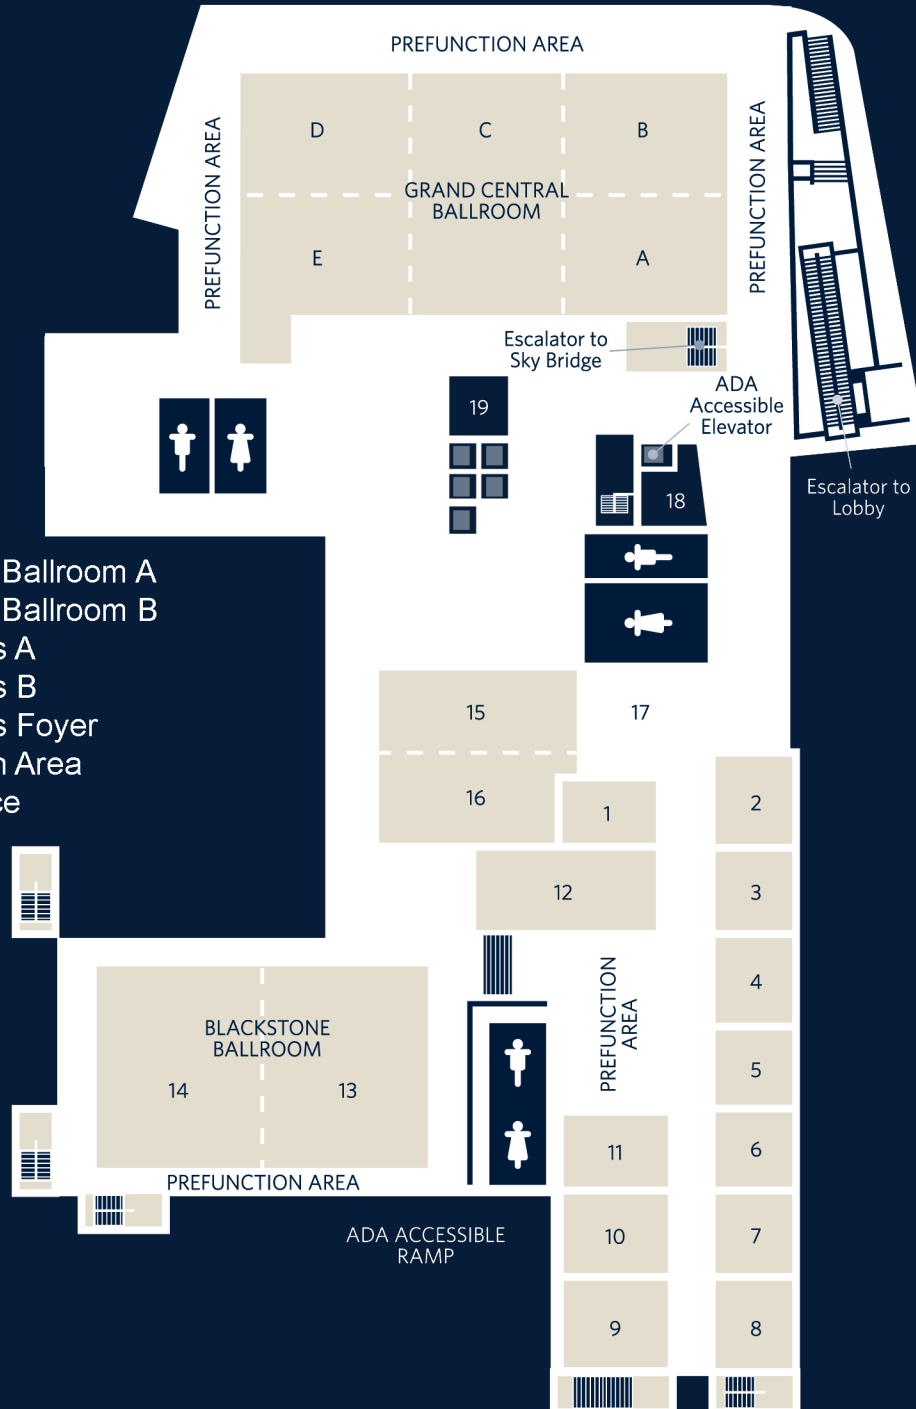 PREFUNCTION AREA
PREFUNCTION AREA
D
C
B
PREFUNCTION AREA
GRAND CENTRAL
BALLROOM
E
A
Escalator to
Sky Bridge
ADA
Accessible
Elevator
19
18
Escalator to
Lobby
Ballroom A
Ballroom B
s A
s B
s Foyer
n Area
ce
15
17
16
1
2
12
3
PREFUNCTION
AREA
4
BLACKSTONE
BALLROOM
14
13
5
11
6
PREFUNCTION AREA
ADA ACCESSIBLE
RAMP
10
7
9
8